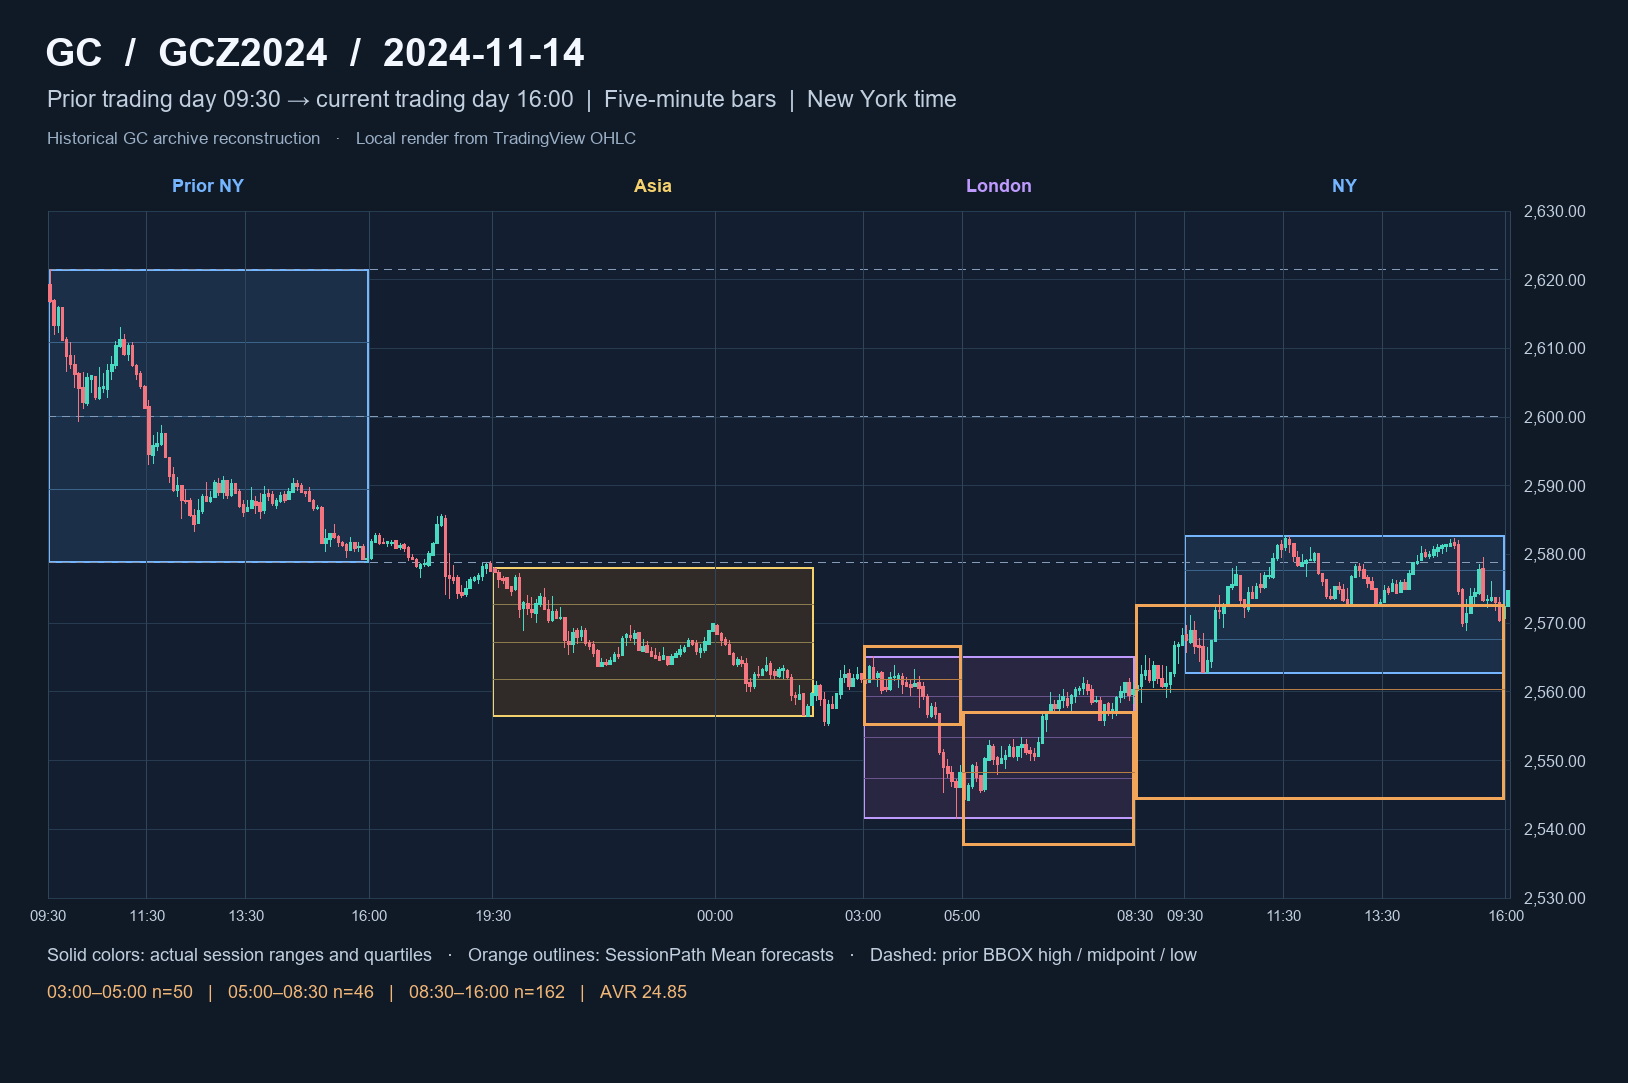 GC / GCZ2024 / 2024-11-14
Prior trading day 09:30 → current trading day 16:00 | Five-minute bars | New York time
Historical GC archive reconstruction · Local render from TradingView OHLC
Prior NY Asia London NY
2,630.00
2,620.00
2,610.00
2,600.00
2,590.00
2,580.00
2,570.00
2,560.00
2,550.00
2,540.00
2,530.00
09:30 11:30 13:30 16:00 19:30 00:00 03:00 05:00 08:30 09:30 11:30 13:30 16:00
Solid colors: actual session ranges and quartiles · Orange outlines: SessionPath Mean forecasts · Dashed: prior BBOX high / midpoint / low
03:00–05:00 n=50 | 05:00–08:30 n=46 | 08:30–16:00 n=162 | AVR 24.85